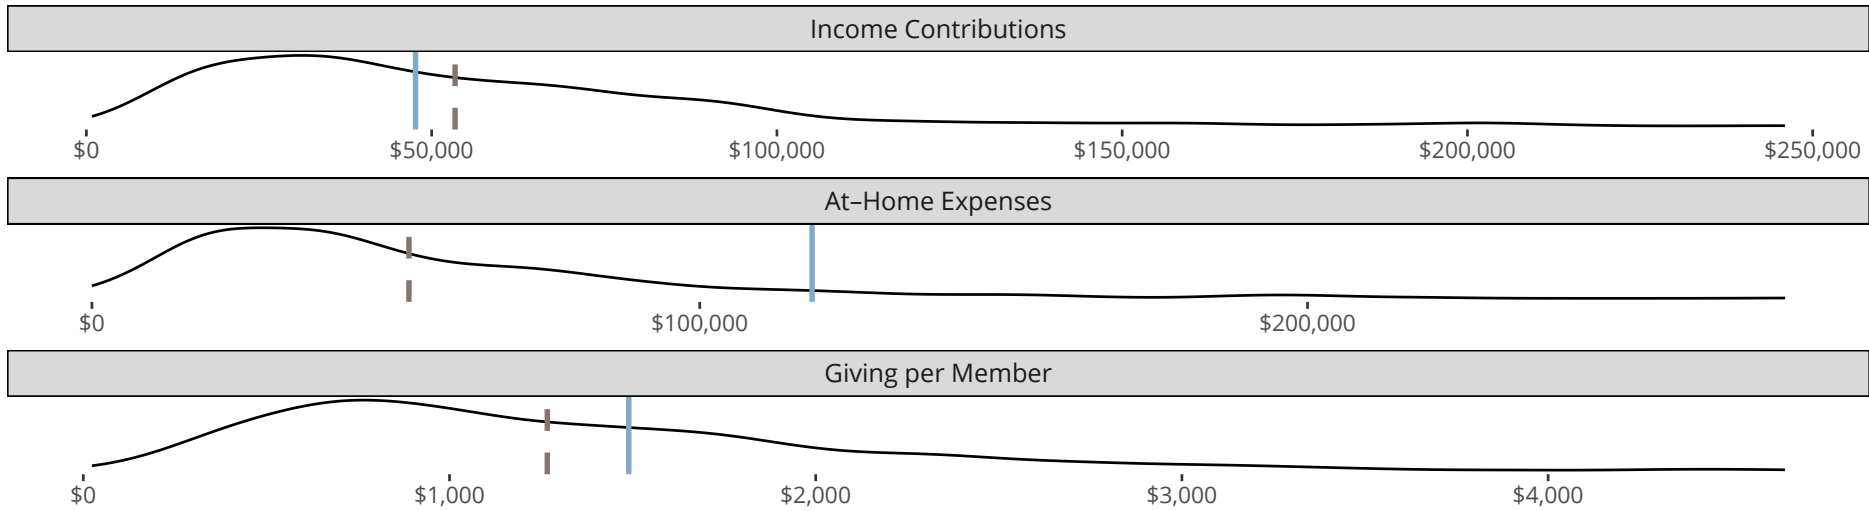 Income Contributions
$0 $50,000 $100,000 $150,000 $200,000 $250,000
At–Home Expenses
$0 $100,000 $200,000
Giving per Member
$0 $1,000 $2,000 $3,000 $4,000